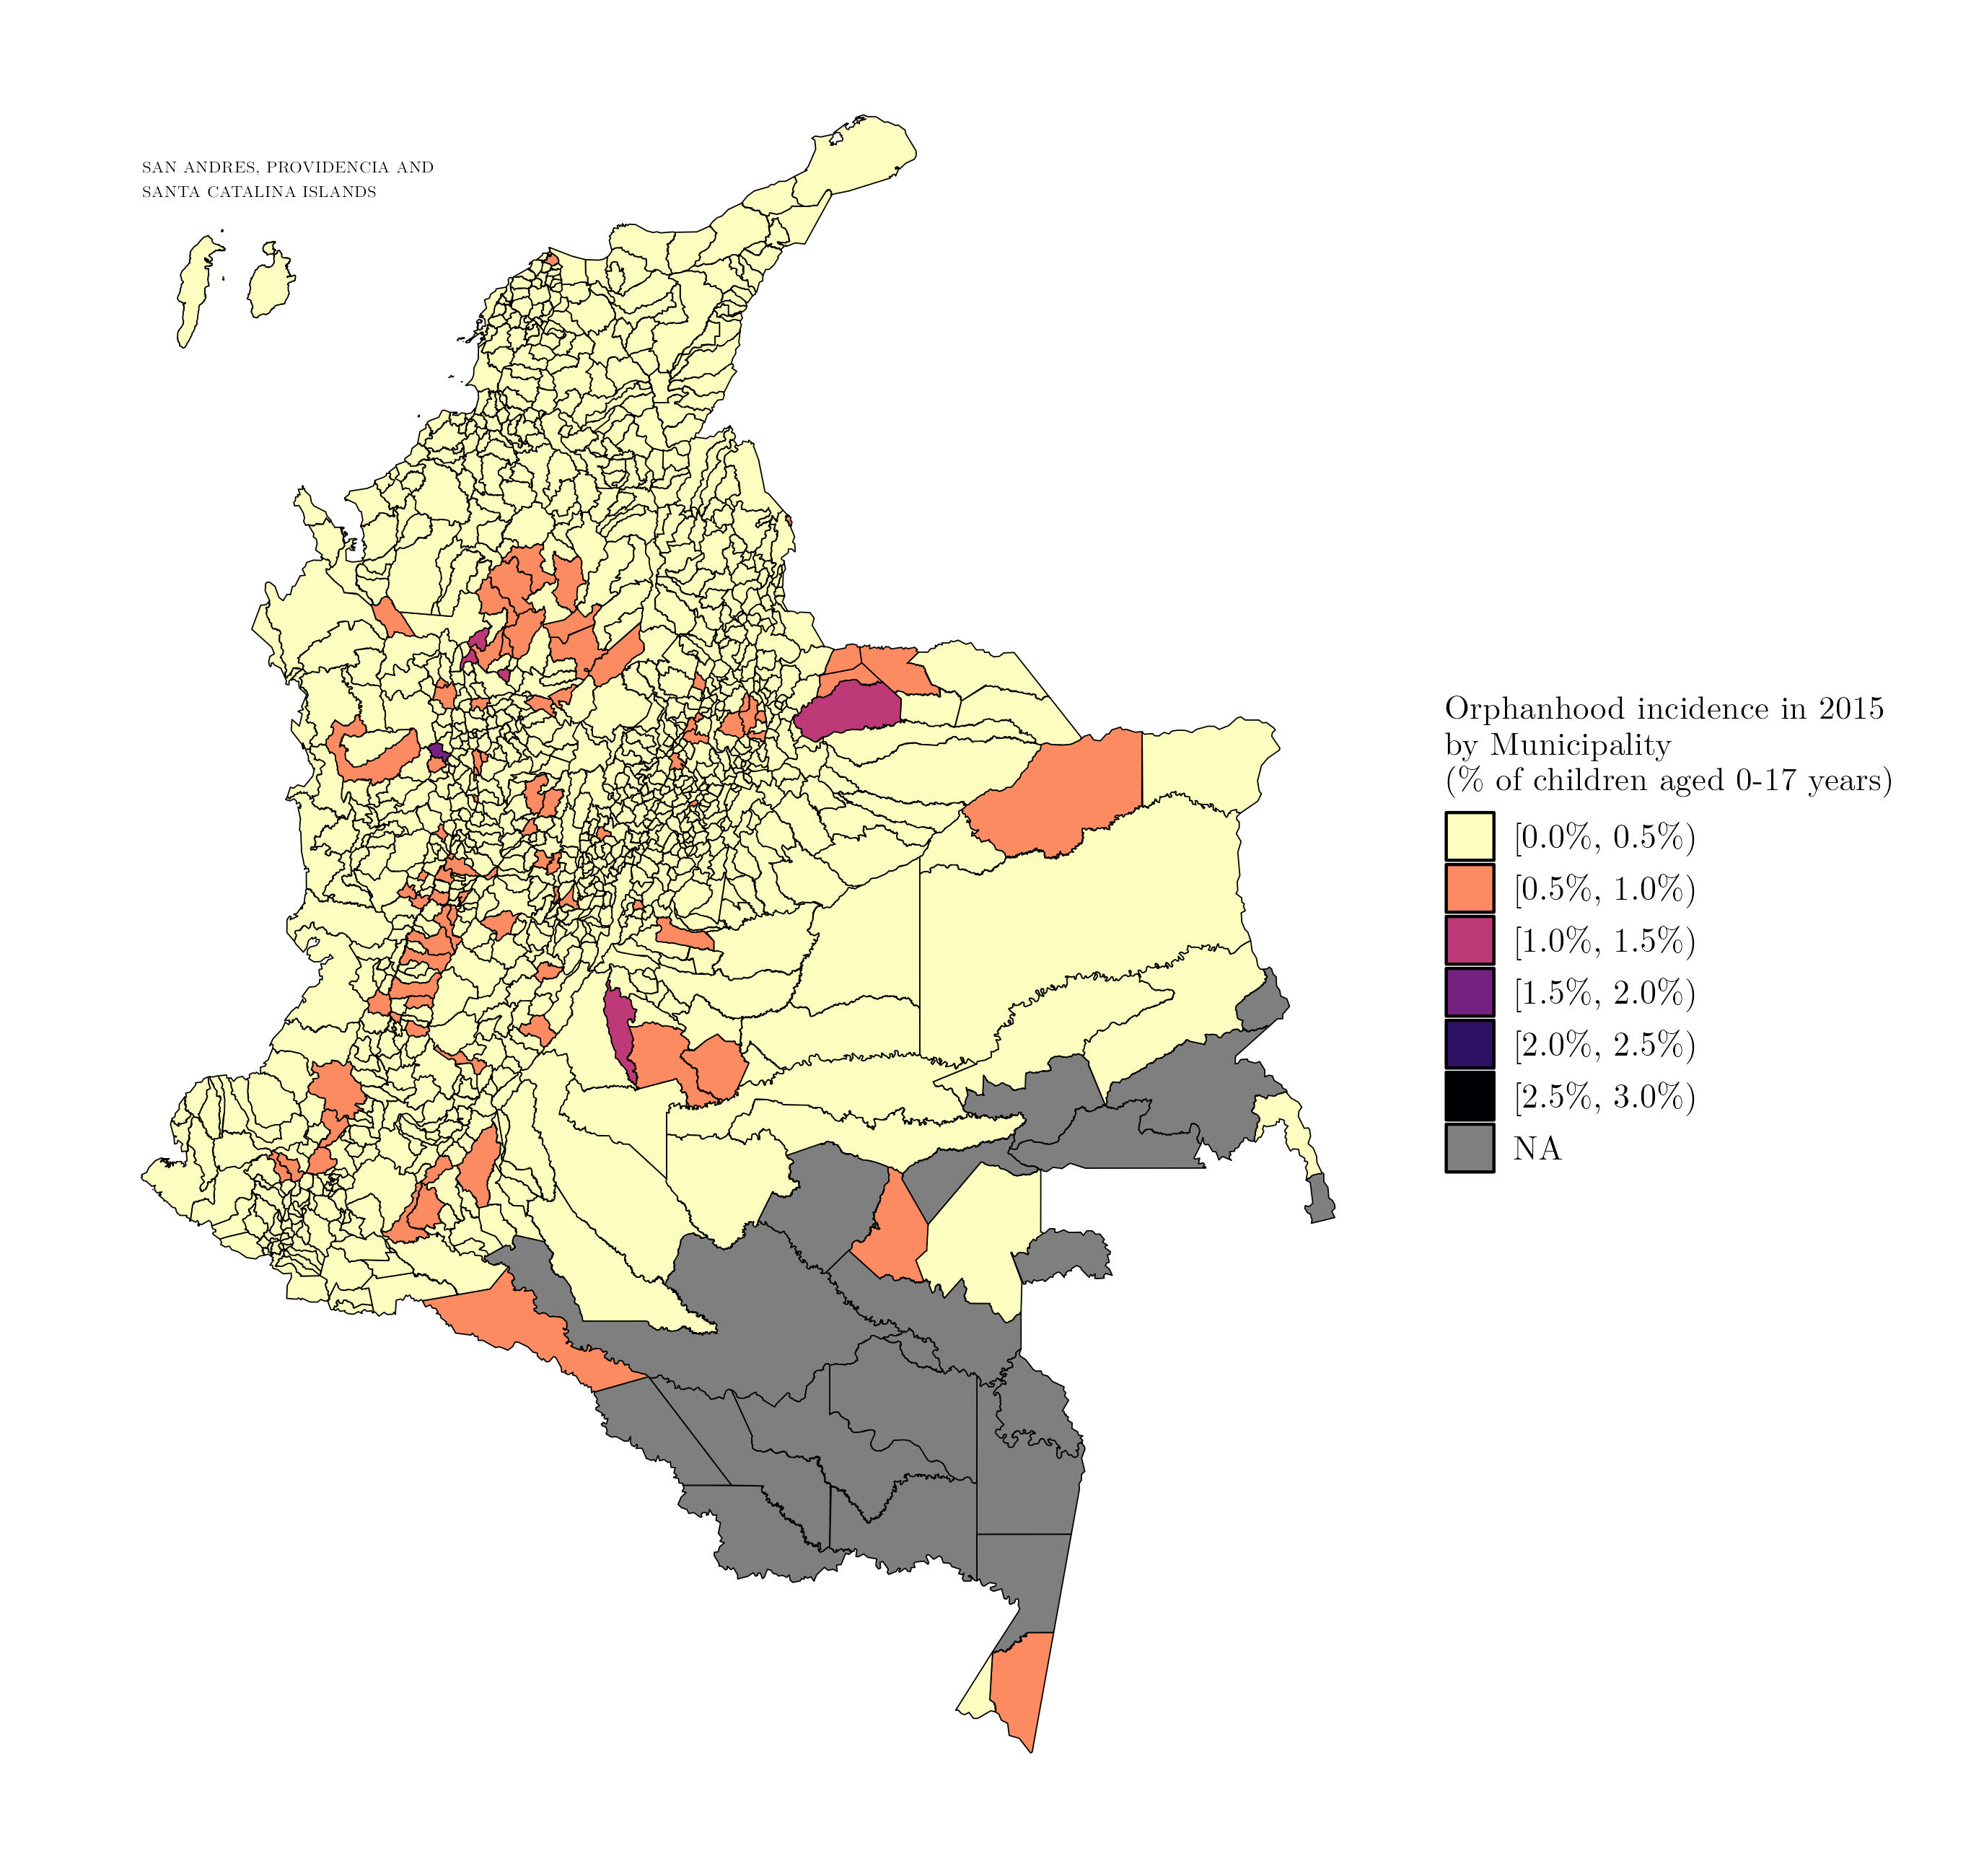 SAN ANDRES, PROVIDENCIA AND
SANTA CATALINA ISLANDS
Orphanhood incidence in 2015
by Municipality
(% of children aged 0-17 years)
[0.0%, 0.5%)
[0.5%, 1.0%)
[1.0%, 1.5%)
[1.5%, 2.0%)
[2.0%, 2.5%)
[2.5%, 3.0%)
NA